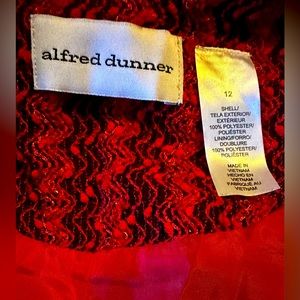 alfred dunner
12
SHELL/
TELA EXTERIOR/
EXTÉRIEUR
100% POLYESTER/
POLIÉSTER
LINING/FORRO/
DOUBLURE
100% POLYESTER/
POLIÉSTER
MADE IN
VIETNAM
HECHO EN
VIETNAM
FABRIQUÉ AU
VIETNAM